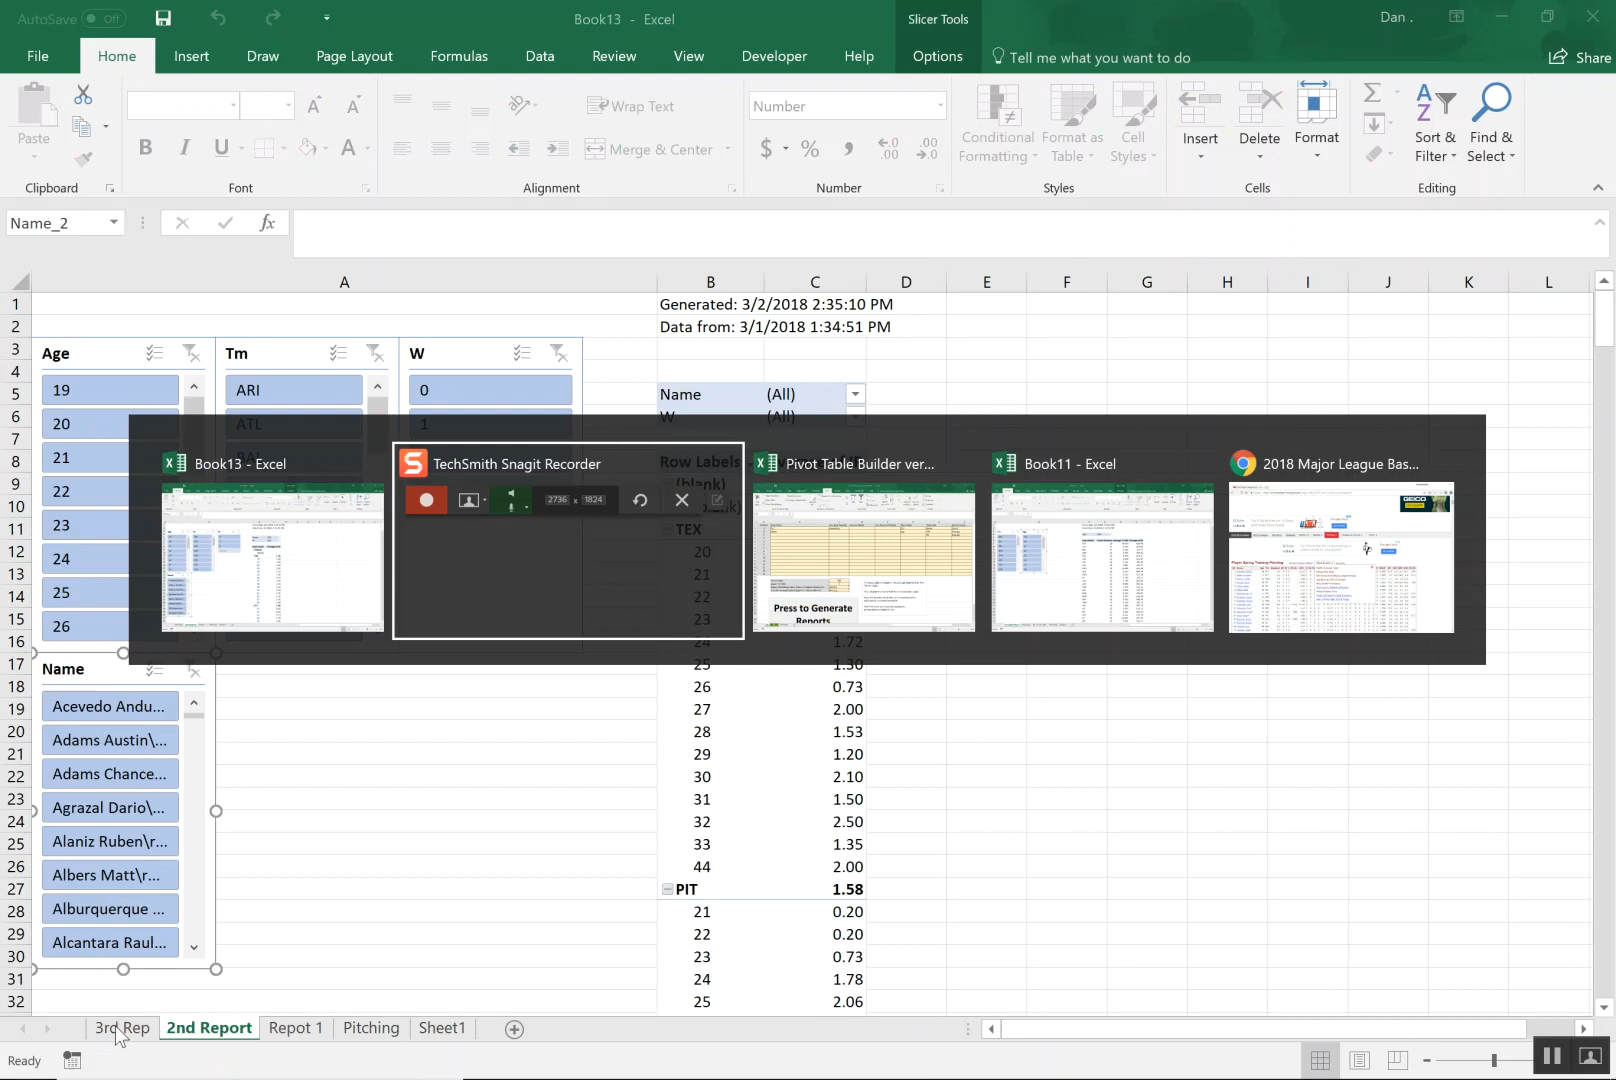 AutoSave Off
Book13 - Excel
Slicer Tools
Dan .
File Home Insert Draw Page Layout Formulas Data Review View Developer Help Options Tell me what you want to do Share
Paste
Wrap Text
Merge & Center
Number
$ % ,
Conditional Formatting
Format as Table
Cell Styles
Insert
Delete
Format
Sort & Filter
Find & Select
Clipboard Font Alignment Number Styles Cells Editing
Name_2 fx
A B C D E F G H I J K L
1 Generated: 3/2/2018 2:35:10 PM
2 Data from: 3/1/2018 1:34:51 PM
3 Age Tm W
4
5 19 ARI 0 Name (All)
6 20 ATL 1 W (All)
7
8 21 Row Labels
9 22 (blank)
10
11 23 TEX
12 24 20
13 21
14 25 22
15 26 23
16 24 1.72
17 Name 25 1.30
18 26 0.73
19 Acevedo Andu... 27 2.00
20 Adams Austin\... 28 1.53
21 29 1.20
22 Adams Chance... 30 2.10
23 Agrazal Dario\... 31 1.50
24 32 2.50
25 Alaniz Ruben\r... 33 1.35
26 Albers Matt\r... 44 2.00
27 PIT 1.58
28 Alburquerque ... 21 0.20
29 22 0.20
30 Alcantara Raul... 23 0.73
31 24 1.78
32 25 2.06
Book13 - Excel
TechSmith Snagit Recorder
2736 x 1824
Pivot Table Builder ver...
Press to Generate
Reports
Book11 - Excel
2018 Major League Bas...
GEICO
3rd Rep 2nd Report Repot 1 Pitching Sheet1
Ready